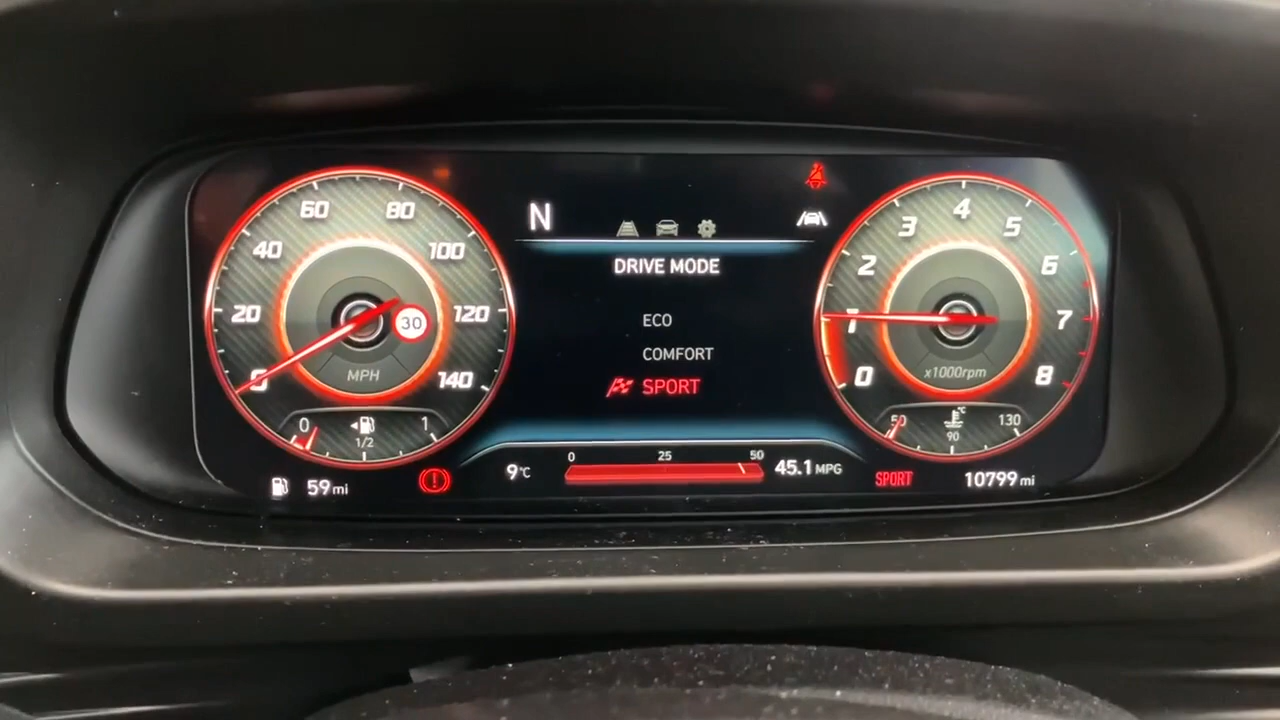 60 80
40 100
20 120
0 140
30
MPH
0 1
1/2
59 mi
N
DRIVE MODE
ECO
COMFORT
SPORT
9°C
0 25 50
45.1 MPG
4
3 5
2 6
1 7
0 8
x1000rpm
°C
50 130
90
SPORT
10799 mi